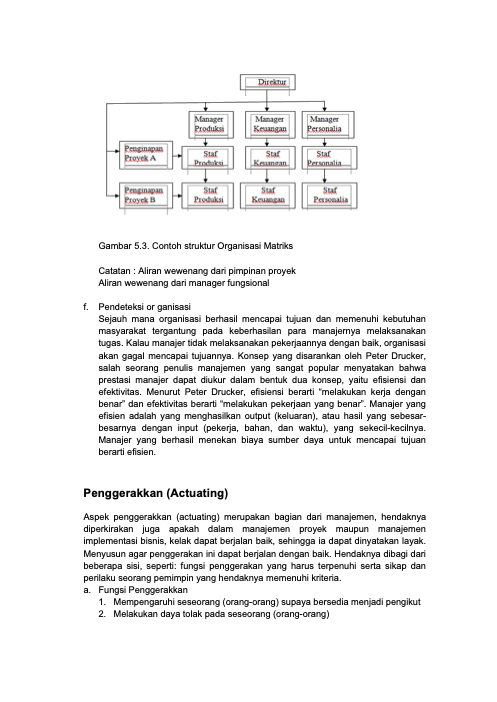 Direktur
Manager Manager Manager
Produksi Keuangan Personalia
Penginapan Staf Staf Staf
Proyek A Produksi Keuangan Personalia
Penginapan Staf Staf Staf
Proyek B Produksi Keuangan Personalia
Gambar 5.3. Contoh struktur Organisasi Matriks
Catatan : Aliran wewenang dari pimpinan proyek
Aliran wewenang dari manager fungsional
f. Pendeteksi or ganisasi
Sejauh mana organisasi berhasil mencapai tujuan dan memenuhi kebutuhan
masyarakat tergantung pada keberhasilan para manajernya melaksanakan
tugas. Kalau manajer tidak melaksanakan pekerjaannya dengan baik, organisasi
akan gagal mencapai tujuannya. Konsep yang disarankan oleh Peter Drucker,
salah seorang penulis manajemen yang sangat popular menyatakan bahwa
prestasi manajer dapat diukur dalam bentuk dua konsep, yaitu efisiensi dan
efektivitas. Menurut Peter Drucker, efisiensi berarti “melakukan kerja dengan
benar” dan efektivitas berarti “melakukan pekerjaan yang benar”. Manajer yang
efisien adalah yang menghasilkan output (keluaran), atau hasil yang sebesar-
besarnya dengan input (pekerja, bahan, dan waktu), yang sekecil-kecilnya.
Manajer yang berhasil menekan biaya sumber daya untuk mencapai tujuan
berarti efisien.
Penggerakkan (Actuating)
Aspek penggerakkan (actuating) merupakan bagian dari manajemen, hendaknya
diperkirakan juga apakah dalam manajemen proyek maupun manajemen
implementasi bisnis, kelak dapat berjalan baik, sehingga ia dapat dinyatakan layak.
Menyusun agar penggerakan ini dapat berjalan dengan baik. Hendaknya dibagi dari
beberapa sisi, seperti: fungsi penggerakan yang harus terpenuhi serta sikap dan
perilaku seorang pemimpin yang hendaknya memenuhi kriteria.
a. Fungsi Penggerakkan
1. Mempengaruhi seseorang (orang-orang) supaya bersedia menjadi pengikut
2. Melakukan daya tolak pada seseorang (orang-orang)